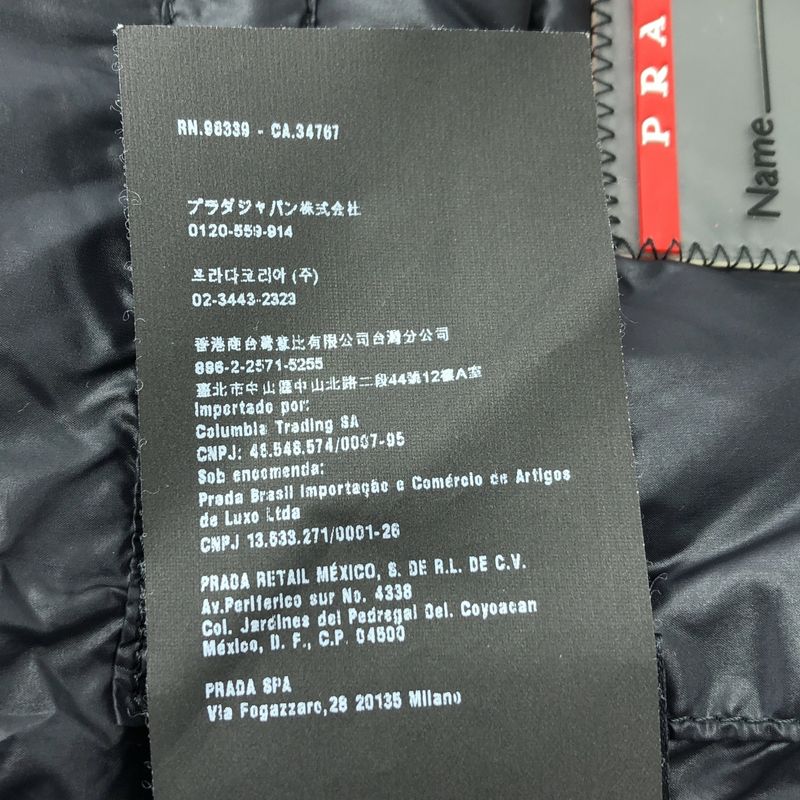 RN.98339 - CA.34767
プラダジャパン株式会社
0120-559-914
프라다코리아 (주)
02-3443-2323
香港商台灣意比有限公司台灣分公司
886-2-2571-5255
臺北市中山區中山北路二段44號12樓A室
Importado por:
Columbia Trading SA
CNPJ: 46.548.574/0007-95
Sob encomenda:
Prada Brasil Importação e Comércio de Artigos
de Luxo Ltda
CNPJ 13.633.271/0001-26
PRADA RETAIL MÉXICO, S. DE R.L. DE C.V.
Av.Periferico sur No. 4338
Col. Jardines del Pedregal Del. Coyoacan
México, D. F., C.P. 04500
PRADA SPA
Via Fogazzaro,28 20135 Milano
PRA
Name